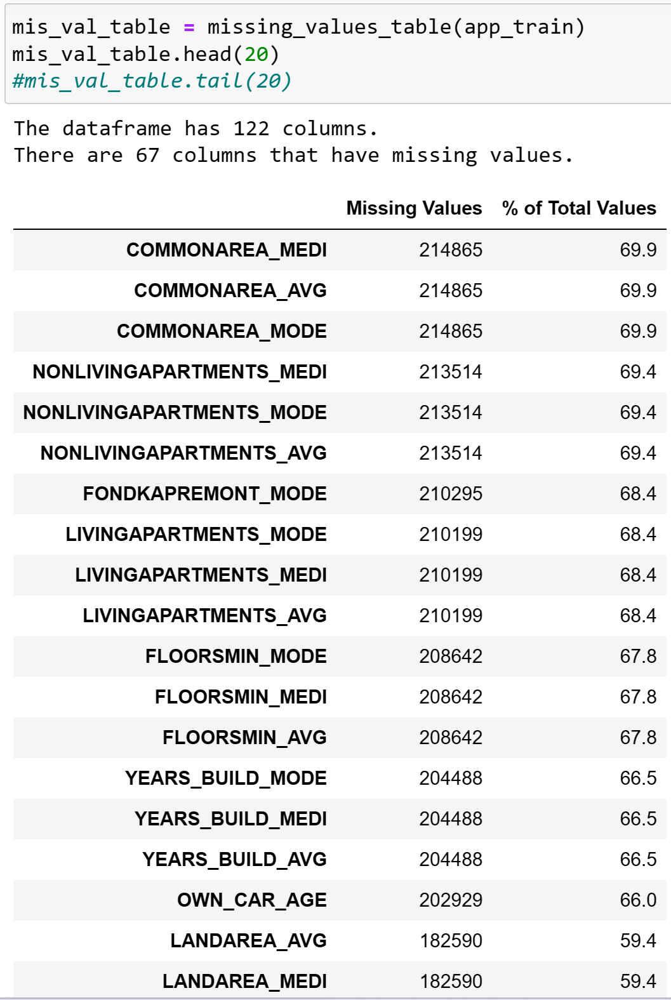 mis_val_table = missing_values_table(app_train)
mis_val_table.head(20)
#mis_val_table.tail(20)
The dataframe has 122 columns.
There are 67 columns that have missing values.
Missing Values % of Total Values
COMMONAREA_MEDI 214865 69.9
COMMONAREA_AVG 214865 69.9
COMMONAREA_MODE 214865 69.9
NONLIVINGAPARTMENTS_MEDI 213514 69.4
NONLIVINGAPARTMENTS_MODE 213514 69.4
NONLIVINGAPARTMENTS_AVG 213514 69.4
FONDKAPREMONT_MODE 210295 68.4
LIVINGAPARTMENTS_MODE 210199 68.4
LIVINGAPARTMENTS_MEDI 210199 68.4
LIVINGAPARTMENTS_AVG 210199 68.4
FLOORSMIN_MODE 208642 67.8
FLOORSMIN_MEDI 208642 67.8
FLOORSMIN_AVG 208642 67.8
YEARS_BUILD_MODE 204488 66.5
YEARS_BUILD_MEDI 204488 66.5
YEARS_BUILD_AVG 204488 66.5
OWN_CAR_AGE 202929 66.0
LANDAREA_AVG 182590 59.4
LANDAREA_MEDI 182590 59.4